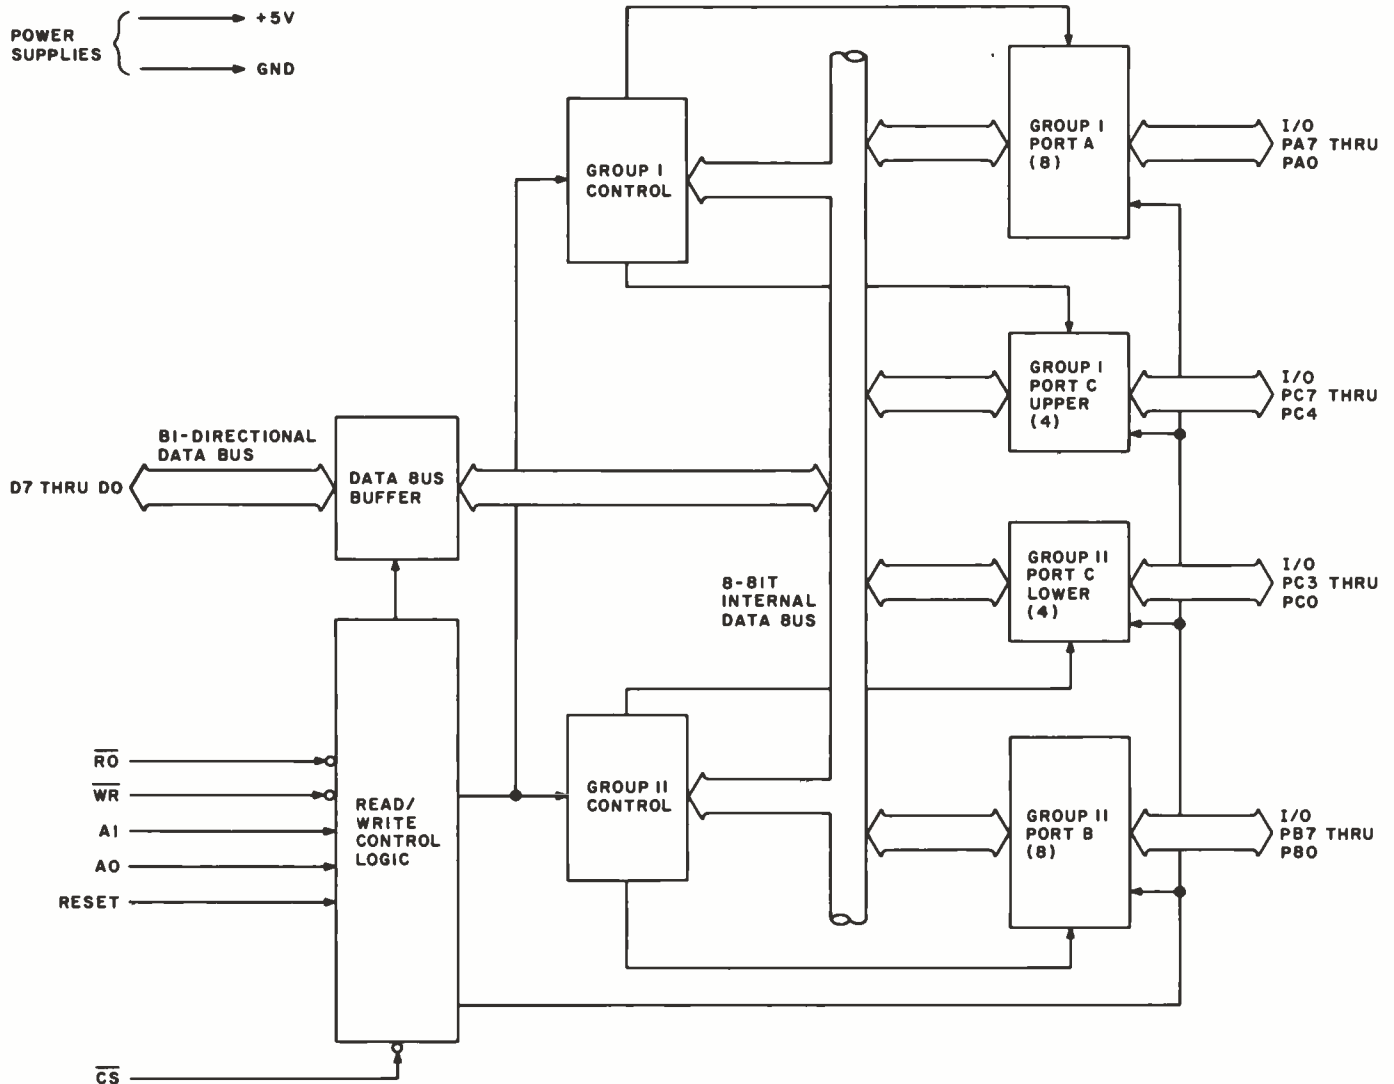 POWER
SUPPLIES
+5V
GND
GROUP I
CONTROL
GROUP I
PORT A
(8)
I/O
PA7 THRU
PA0
GROUP I
PORT C
UPPER
(4)
I/O
PC7 THRU
PC4
BI-DIRECTIONAL
DATA BUS
D7 THRU D0
DATA BUS
BUFFER
8-BIT
INTERNAL
DATA BUS
GROUP II
PORT C
LOWER
(4)
I/O
PC3 THRU
PC0
RD
WR
A1
A0
RESET
READ/
WRITE
CONTROL
LOGIC
GROUP II
CONTROL
GROUP II
PORT B
(8)
I/O
PB7 THRU
PB0
CS